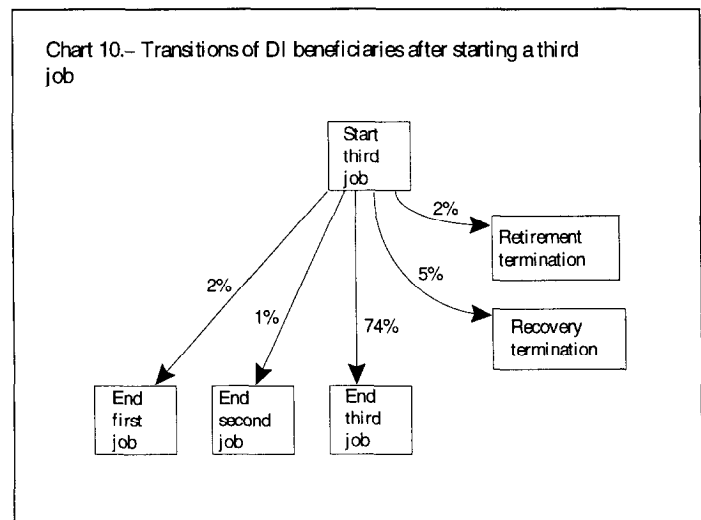 Chart 10.– Transitions of DI beneficiaries after starting a third
job
Start
third
job
2%
Retirement
termination
5%
Recovery
termination
2%
1%
74%
End
first
job
End
second
job
End
third
job